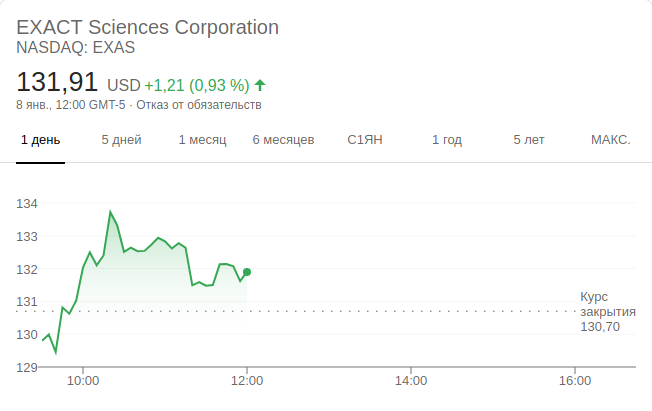 EXACT Sciences Corporation
NASDAQ: EXAS
131,91 USD +1,21 (0,93 %)
8 янв., 12:00 GMT-5 · Отказ от обязательств
1 день 5 дней 1 месяц 6 месяцев С1ЯН 1 год 5 лет МАКС.
134
133
132
131
130
129
Курс
закрытия
130,70
10:00 12:00 14:00 16:00